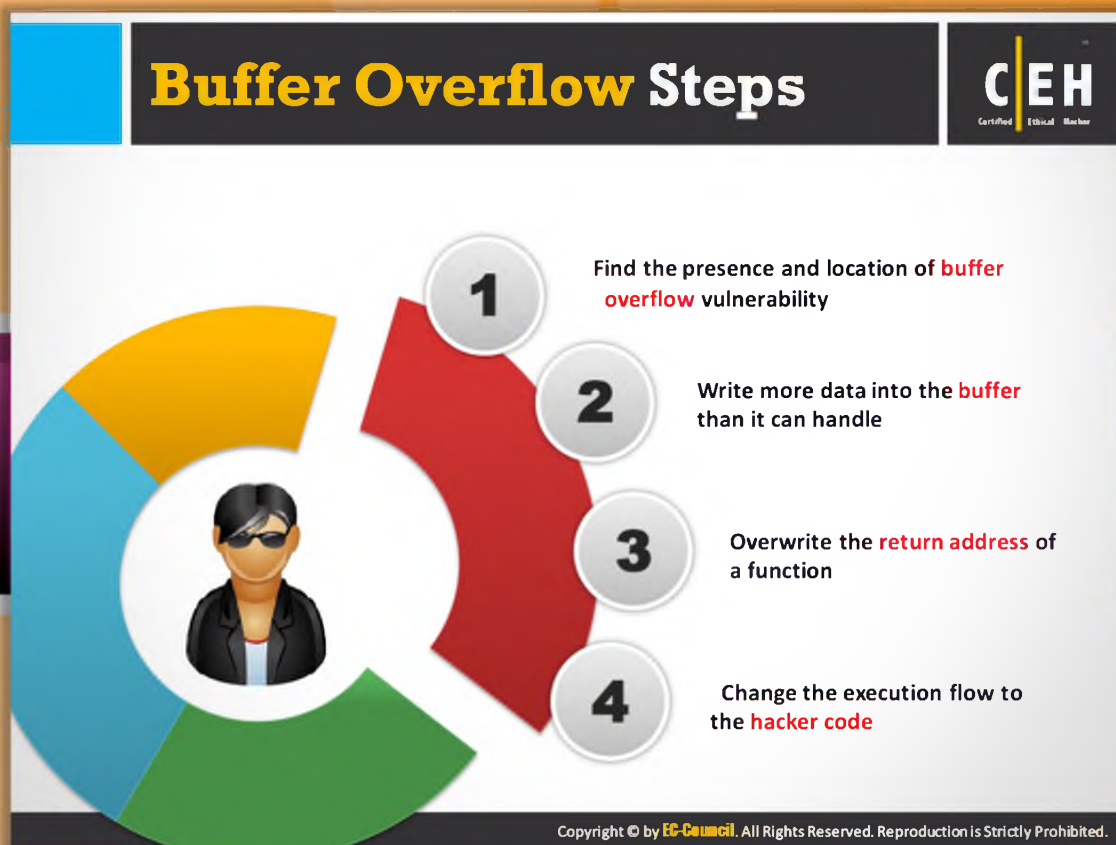 Buffer Overflow Steps
C EH
Certified Ethical Hacker
1
Find the presence and location of buffer
overflow vulnerability
2
Write more data into the buffer
than it can handle
3
Overwrite the return address of
a function
4
Change the execution flow to
the hacker code
Copyright © by EC-Council. All Rights Reserved. Reproduction is Strictly Prohibited.